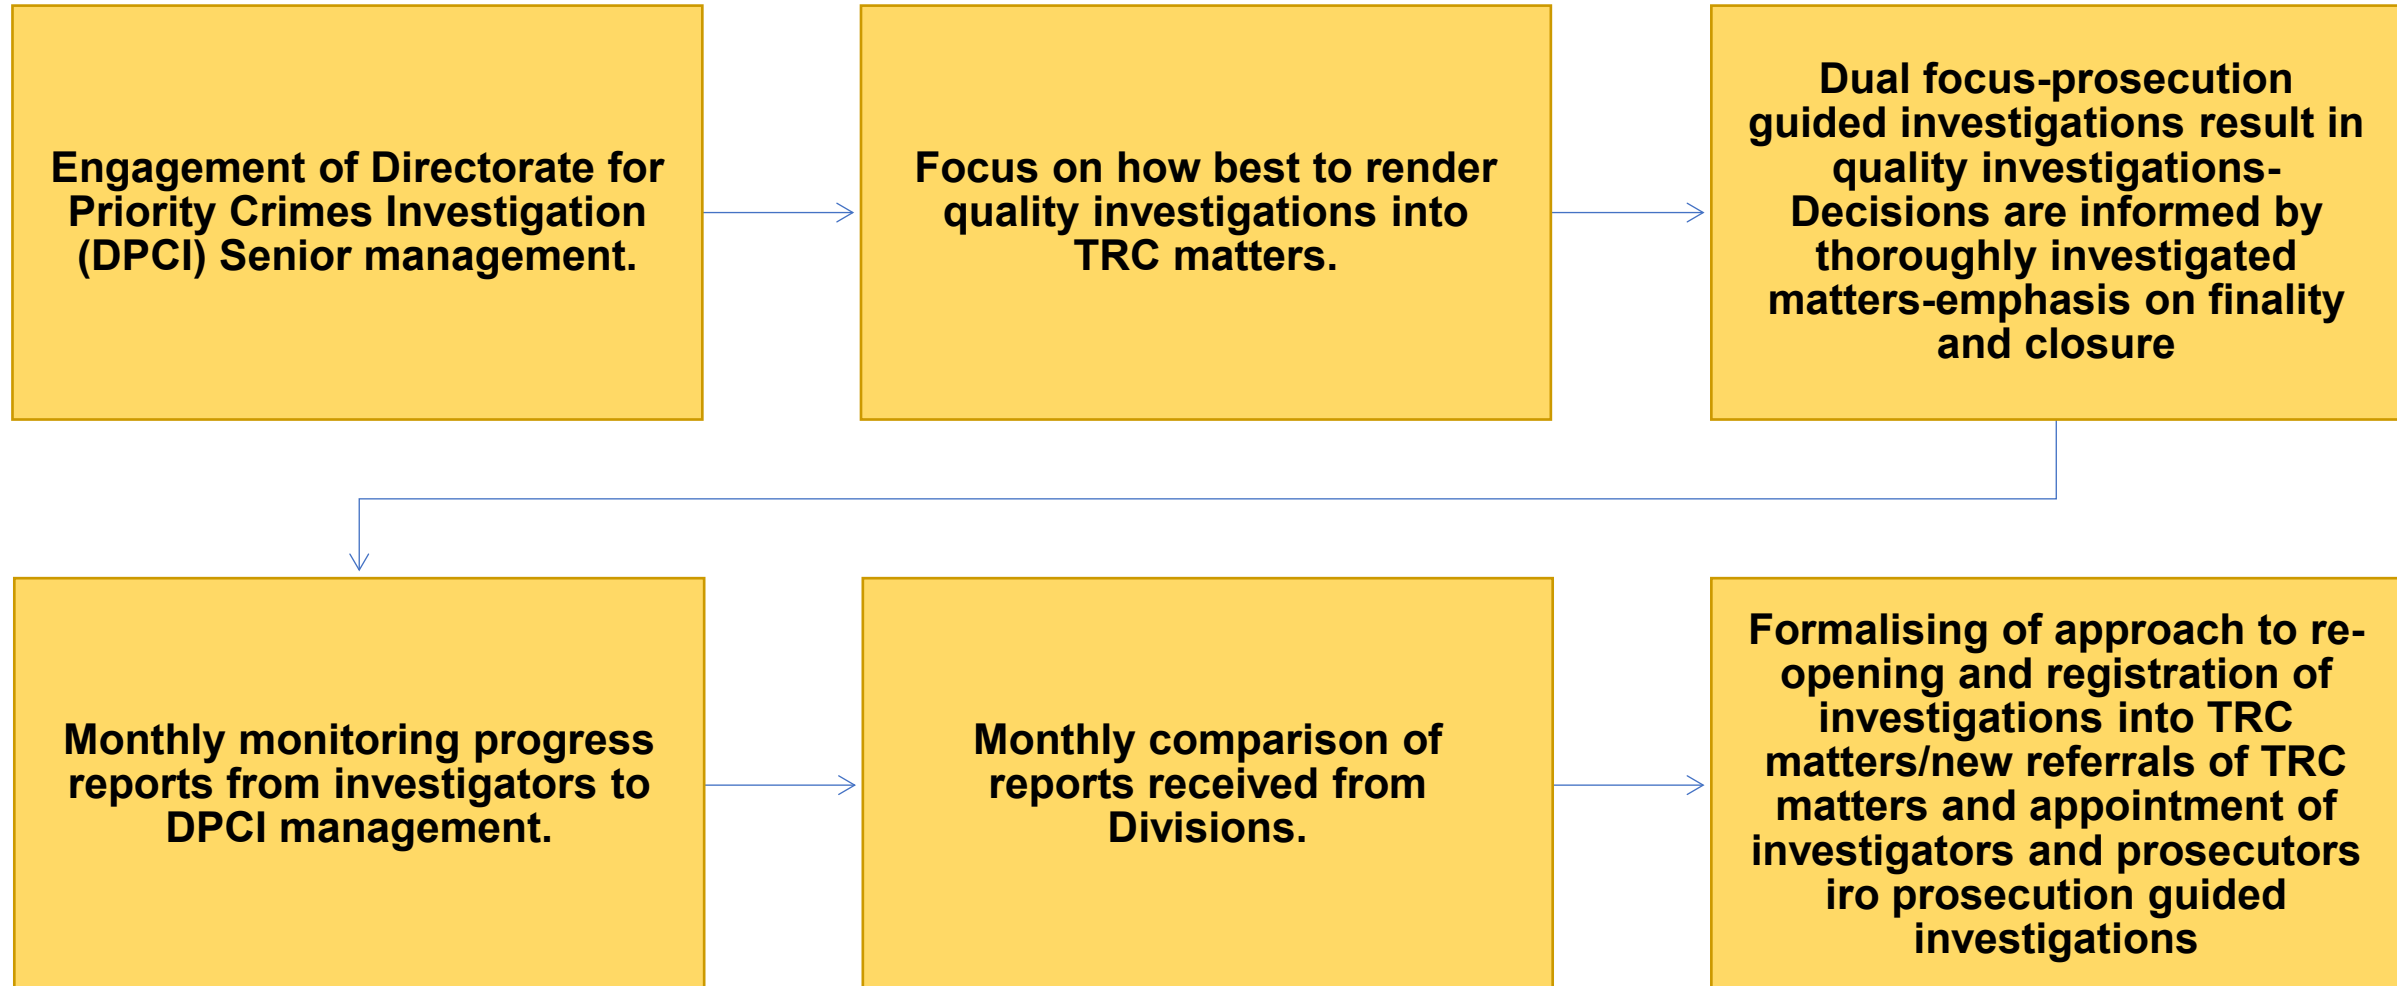 Engagement of Directorate for
Priority Crimes Investigation
(DPCI) Senior management.
Focus on how best to render
quality investigations into
TRC matters.
Dual focus-prosecution
guided investigations result in
quality investigations-
Decisions are informed by
thoroughly investigated
matters-emphasis on finality
and closure
Monthly monitoring progress
reports from investigators to
DPCI management.
Monthly comparison of
reports received from
Divisions.
Formalising of approach to re-
opening and registration of
investigations into TRC
matters/new referrals of TRC
matters and appointment of
investigators and prosecutors
iro prosecution guided
investigations